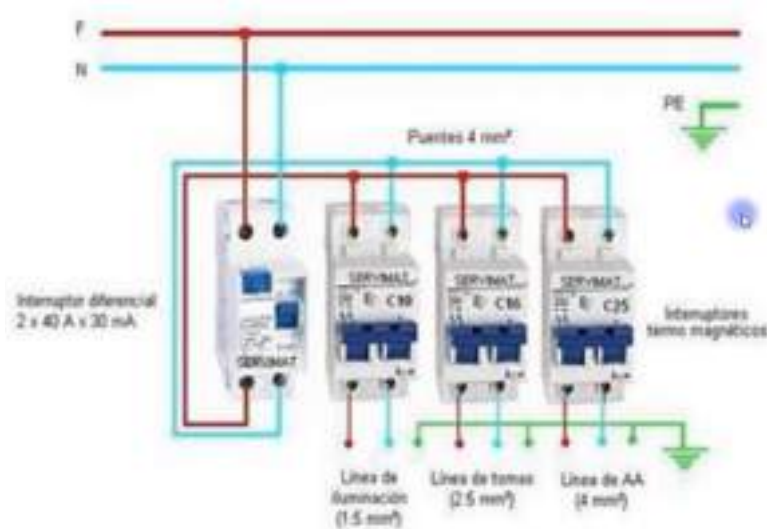 F
N
PE
Puentes 4 mm²
Interruptor diferencial
2 x 40 A x 30 mA
SERVIMAT
SERVIMAT
C10
SERVIMAT
C16
SERVIMAT
C25
Interruptores
termo magnéticos
Línea de
iluminación
(1.5 mm²)
Línea de tomas
(2.5 mm²)
Línea de AA
(4 mm²)